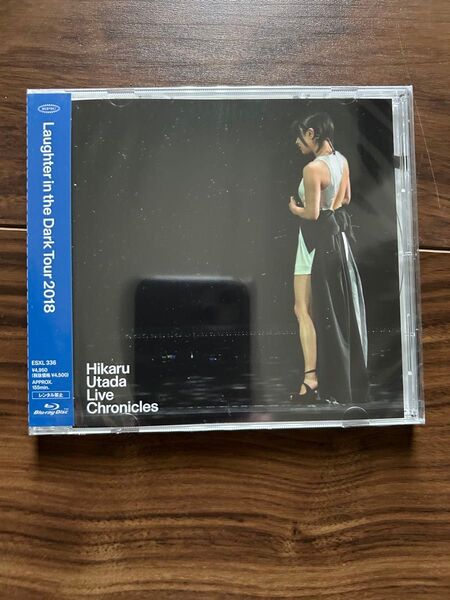 Laughter in the Dark Tour 2018
ESXL 336
¥4,950
(税抜価格 ¥4,500)
APPROX.
155min.
レンタル禁止
Blu-ray Disc
Hikaru
Utada
Live
Chronicles